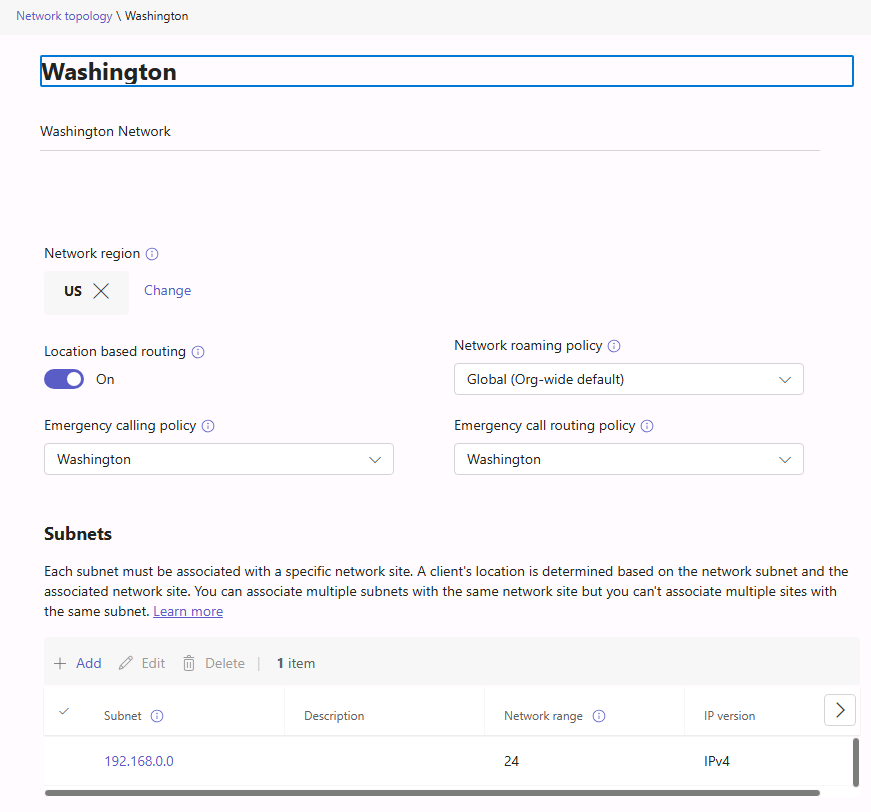 Network topology \ Washington
Washington
Washington Network
Network region
US Change
Location based routing
Network roaming policy
On
Global (Org-wide default)
Emergency calling policy
Emergency call routing policy
Washington
Washington
Subnets
Each subnet must be associated with a specific network site. A client's location is determined based on the network subnet and the
associated network site. You can associate multiple subnets with the same network site but you can't associate multiple sites with
the same subnet. Learn more
Add Edit Delete | 1 item
Subnet Description Network range IP version
192.168.0.0 24 IPv4